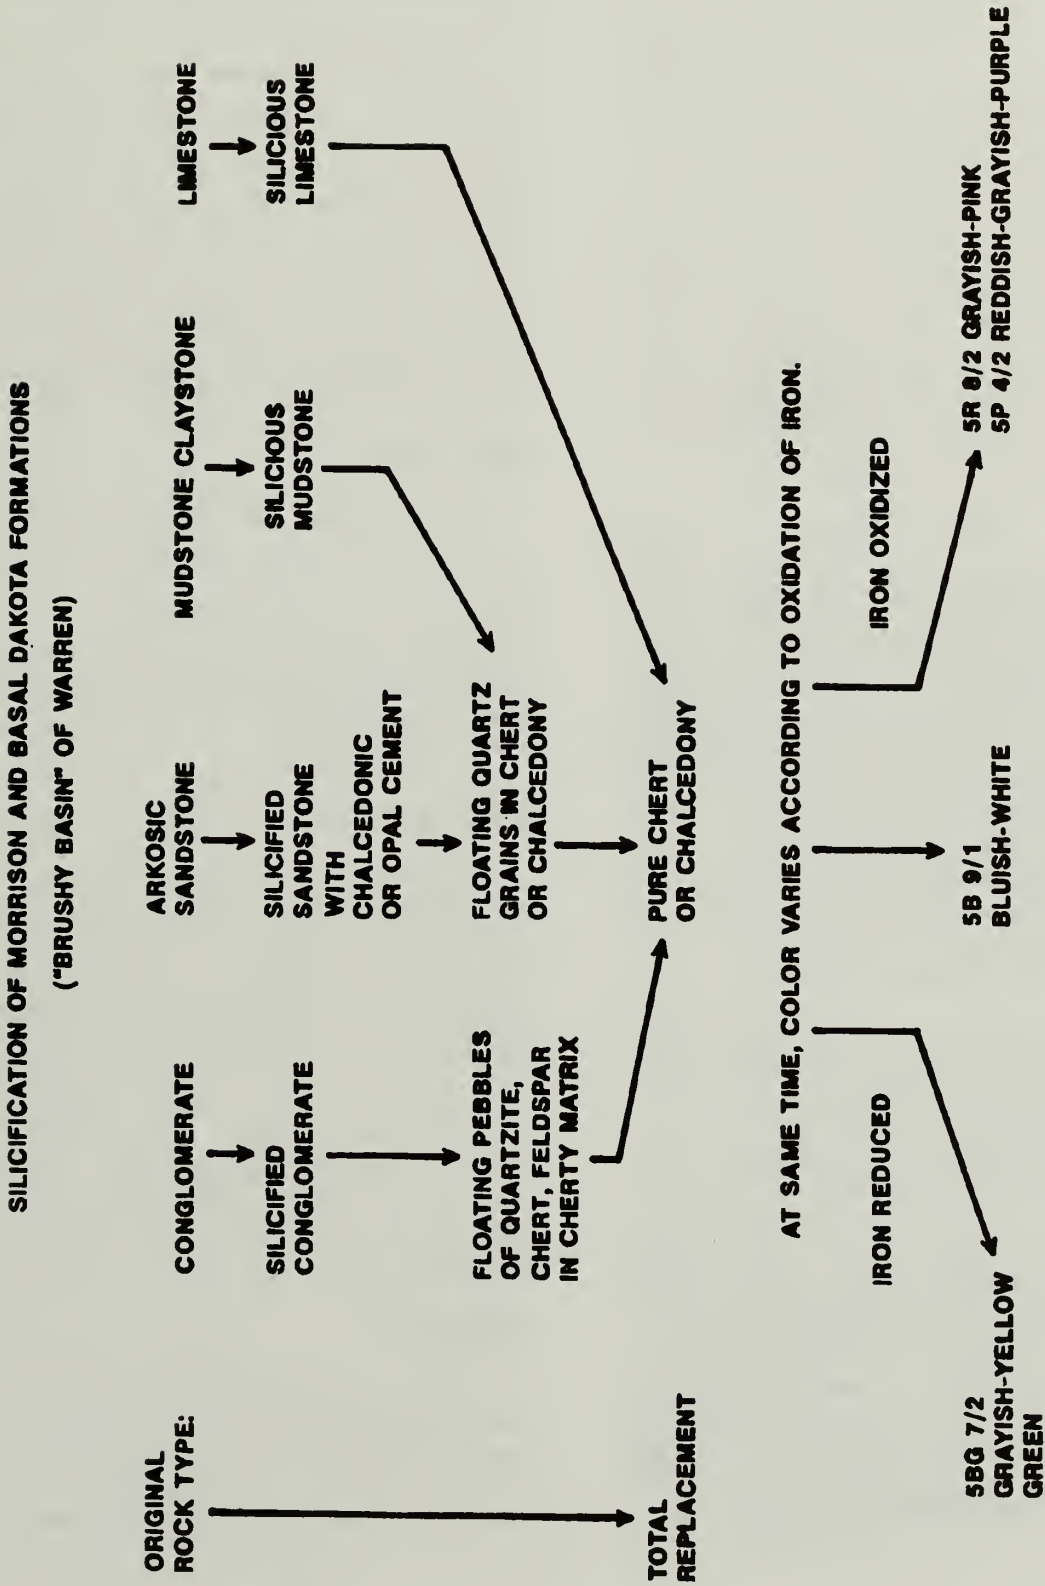 SILICIFICATION OF MORRISON AND BASAL DAKOTA FORMATIONS
("BRUSHY BASIN" OF WARREN)
ORIGINAL
ROCK TYPE:
CONGLOMERATE
ARKOSIC
SANDSTONE
MUDSTONE CLAYSTONE
LIMESTONE
SILICIFIED
CONGLOMERATE
SILICIFIED
SANDSTONE
WITH
CHALCEDONIC
OR OPAL CEMENT
SILICIOUS
MUDSTONE
SILICIOUS
LIMESTONE
FLOATING PEBBLES
OF QUARTZITE,
CHERT, FELDSPAR
IN CHERTY MATRIX
FLOATING QUARTZ
GRAINS IN CHERT
OR CHALCEDONY
TOTAL
REPLACEMENT
PURE CHERT
OR CHALCEDONY
AT SAME TIME, COLOR VARIES ACCORDING TO OXIDATION OF IRON.
IRON REDUCED
IRON OXIDIZED
5BG 7/2
GRAYISH-YELLOW
GREEN
5B 9/1
BLUISH-WHITE
5R 8/2 GRAYISH-PINK
5P 4/2 REDDISH-GRAYISH-PURPLE